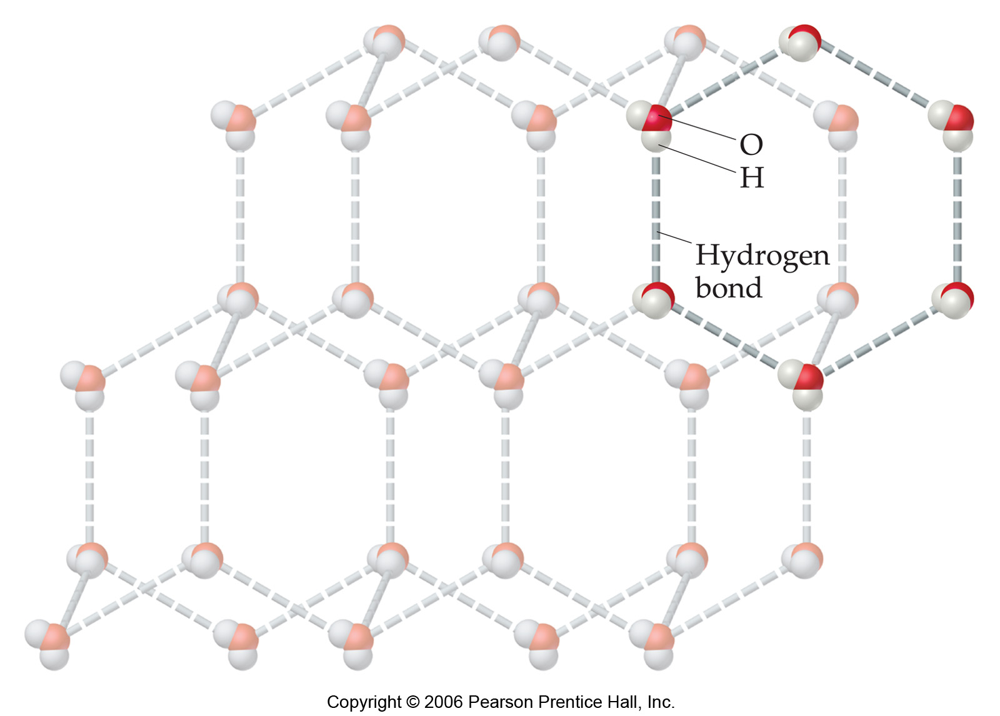 O
H
Hydrogen
bond
Copyright © 2006 Pearson Prentice Hall, Inc.